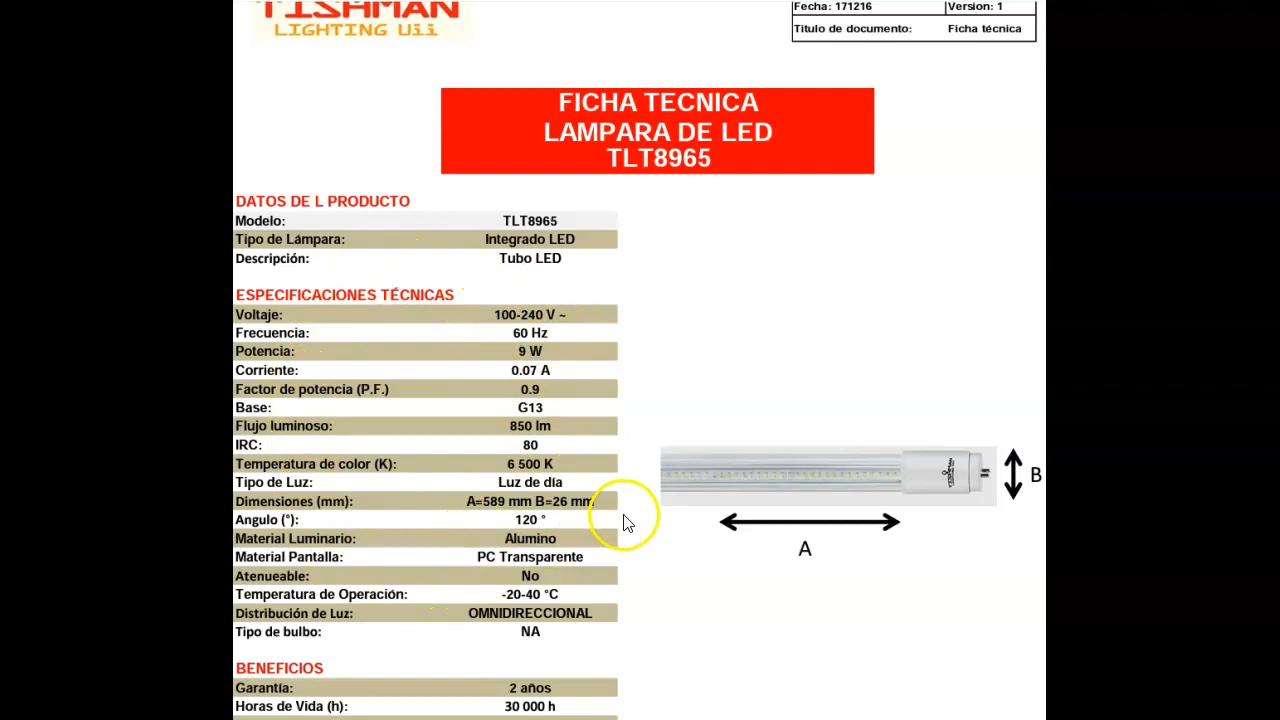 TISHMAN
LIGHTING Uii
Fecha: 171216 Version: 1
Titulo de documento: Ficha técnica
FICHA TECNICA
LAMPARA DE LED
TLT8965
DATOS DE L PRODUCTO
Modelo: TLT8965
Tipo de Lámpara: Integrado LED
Descripción: Tubo LED
ESPECIFICACIONES TÉCNICAS
Voltaje: 100-240 V ~
Frecuencia: 60 Hz
Potencia: 9 W
Corriente: 0.07 A
Factor de potencia (P.F.) 0.9
Base: G13
Flujo luminoso: 850 lm
IRC: 80
Temperatura de color (K): 6 500 K
Tipo de Luz: Luz de día
Dimensiones (mm): A=589 mm B=26 mm
Angulo (°): 120 °
Material Luminario: Alumino
Material Pantalla: PC Transparente
Atenueable: No
Temperatura de Operación: -20-40 °C
Distribución de Luz: OMNIDIRECCIONAL
Tipo de bulbo: NA
BENEFICIOS
Garantía: 2 años
Horas de Vida (h): 30 000 h
B
A